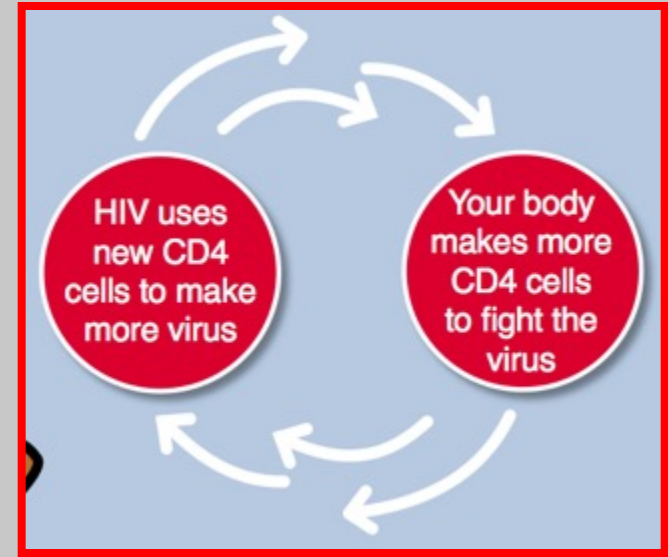 HIV uses
new CD4
cells to make
more virus
Your body
makes more
CD4 cells
to fight the
virus